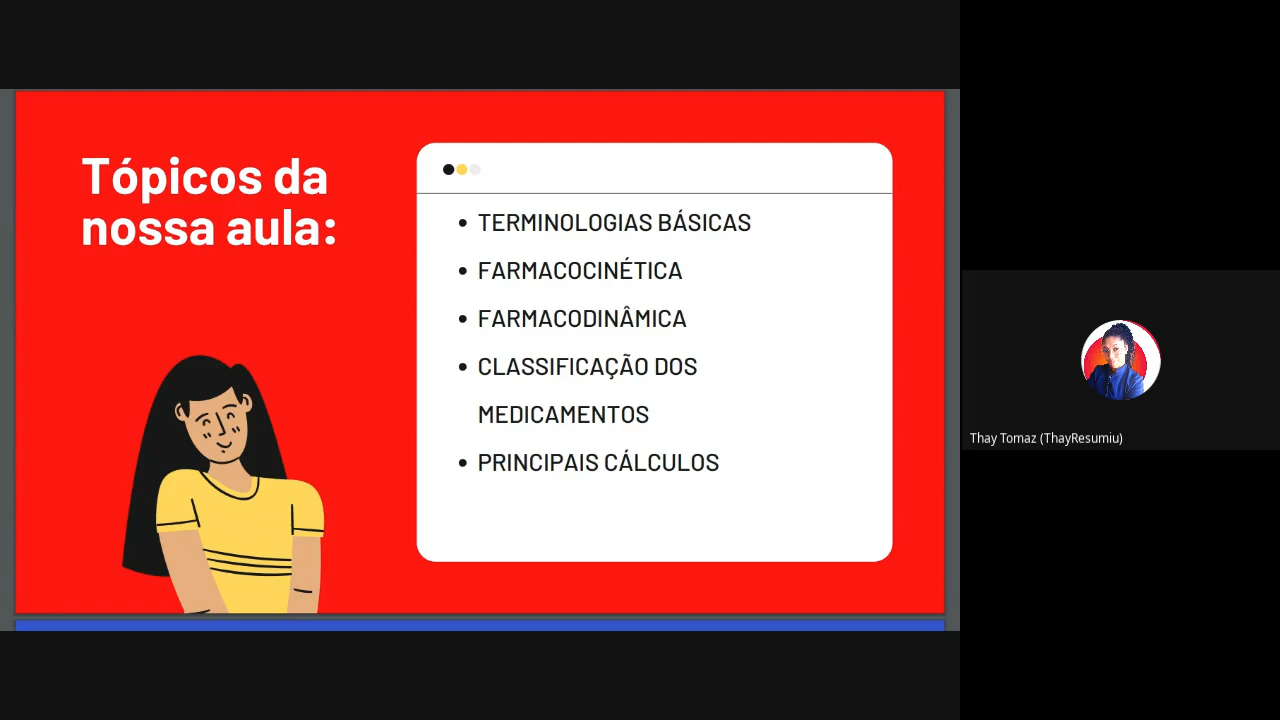 Tópicos da
nossa aula:
TERMINOLOGIAS BÁSICAS
FARMACOCINÉTICA
FARMACODINÂMICA
CLASSIFICAÇÃO DOS
MEDICAMENTOS
PRINCIPAIS CÁLCULOS
Thay Tomaz (ThayResumiu)